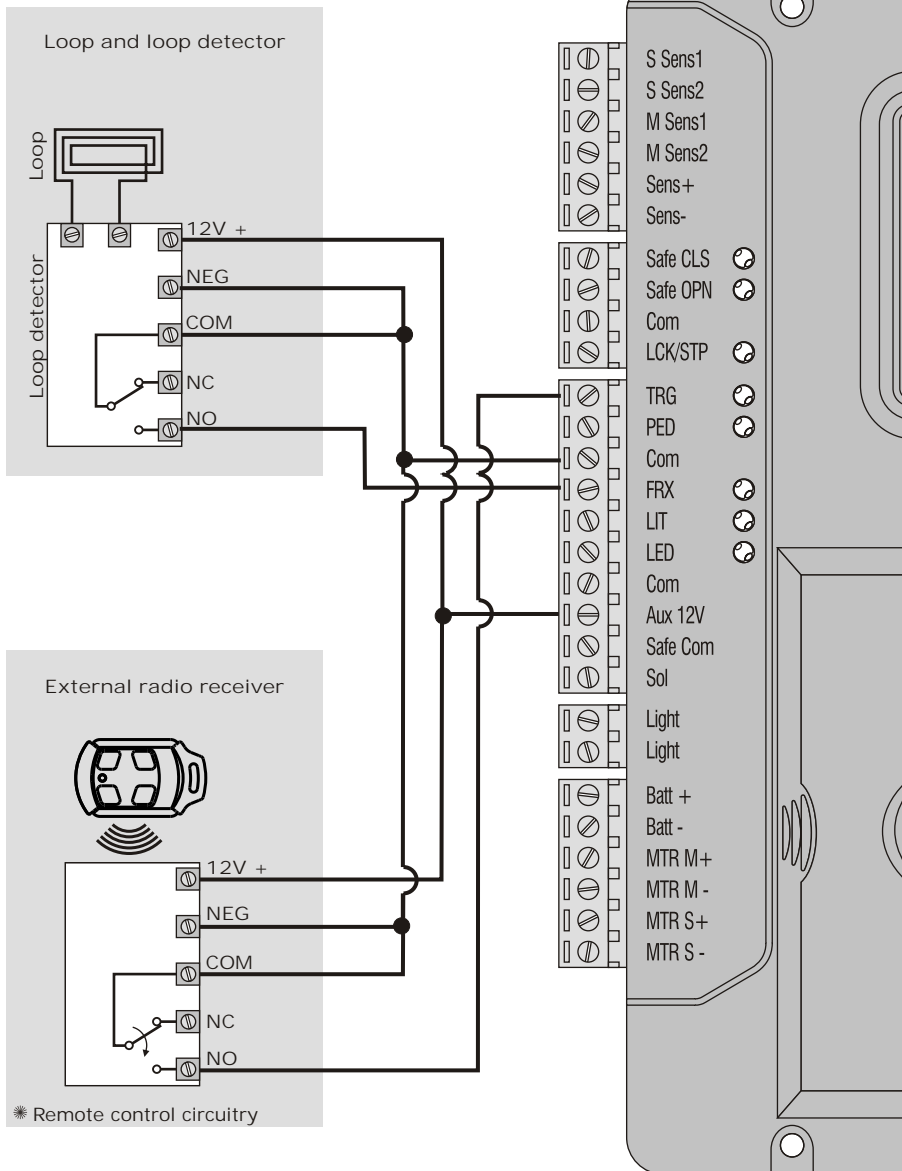 Loop and loop detector
Loop
Loop detector
12V +
NEG
COM
NC
NO
External radio receiver
12V +
NEG
COM
NC
NO
✴ Remote control circuitry
S Sens1
S Sens2
M Sens1
M Sens2
Sens+
Sens-
Safe CLS
Safe OPN
Com
LCK/STP
TRG
PED
Com
FRX
LIT
LED
Com
Aux 12V
Safe Com
Sol
Light
Light
Batt +
Batt -
MTR M+
MTR M -
MTR S+
MTR S -